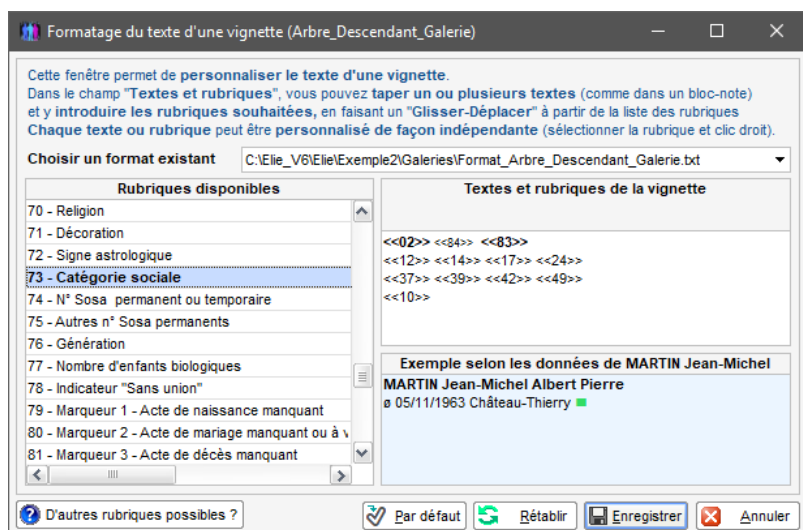 Formatage du texte d'une vignette (Arbre_Descendant_Galerie)
Cette fenêtre permet de personnaliser le texte d'une vignette.
Dans le champ "Textes et rubriques", vous pouvez taper un ou plusieurs textes (comme dans un bloc-note)
et y introduire les rubriques souhaitées, en faisant un "Glisser-Déplacer" à partir de la liste des rubriques
Chaque texte ou rubrique peut être personnalisé de façon indépendante (sélectionner la rubrique et clic droit).
Choisir un format existant C:\Elie_V6\Elie\Exemple2\Galeries\Format_Arbre_Descendant_Galerie.txt
Rubriques disponibles
70 - Religion
71 - Décoration
72 - Signe astrologique
73 - Catégorie sociale
74 - N° Sosa permanent ou temporaire
75 - Autres n° Sosa permanents
76 - Génération
77 - Nombre d'enfants biologiques
78 - Indicateur "Sans union"
79 - Marqueur 1 - Acte de naissance manquant
80 - Marqueur 2 - Acte de mariage manquant ou à v
81 - Marqueur 3 - Acte de décès manquant
Textes et rubriques de la vignette
<<02>> <<84>> <<83>>
<<12>> <<14>> <<17>> <<24>>
<<37>> <<39>> <<42>> <<49>>
<<10>>
Exemple selon les données de MARTIN Jean-Michel
MARTIN Jean-Michel Albert Pierre
ø 05/11/1963 Château-Thierry
D'autres rubriques possibles ? Par défaut Rétablir Enregistrer Annuler